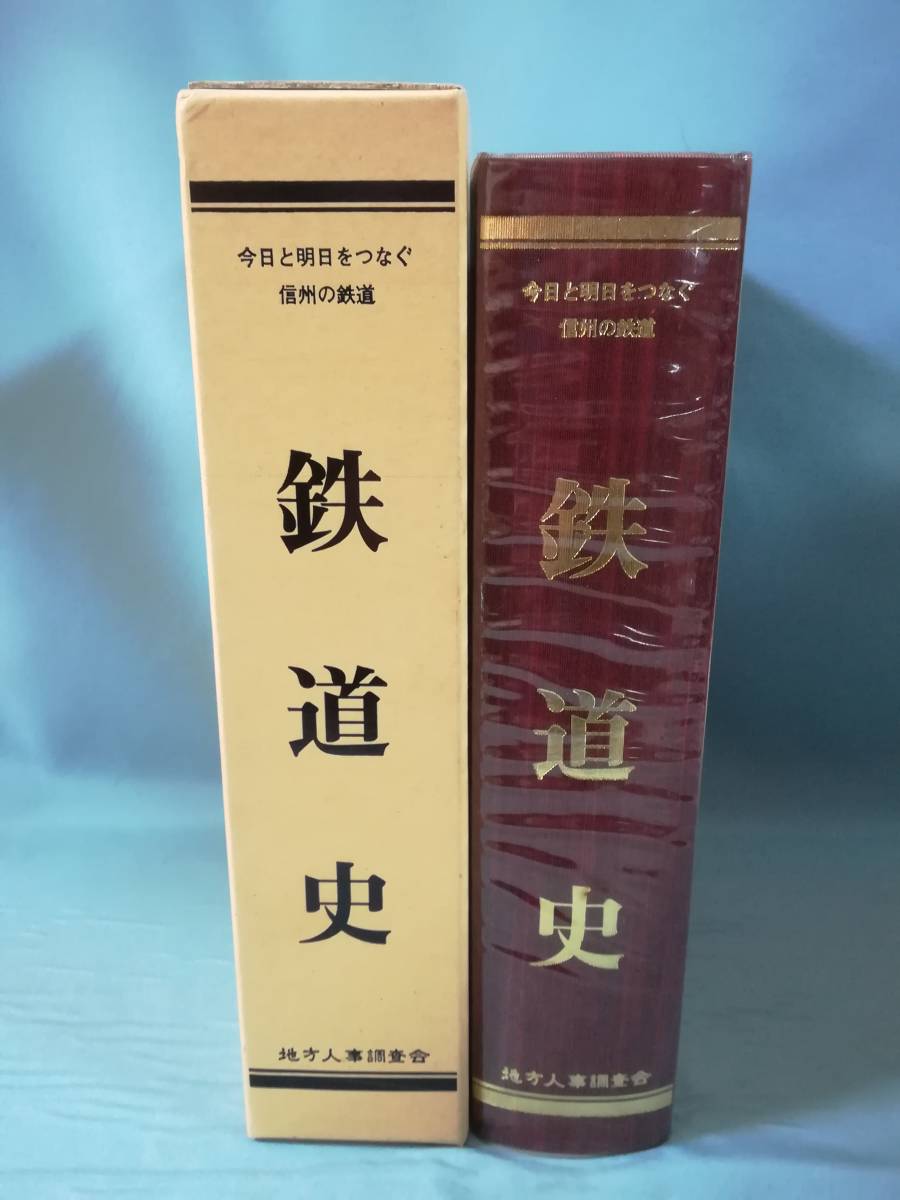 今日と明日をつなぐ
信州の鉄道
鉄道史
地方人事調査会
今日と明日をつなぐ
信州の鉄道
鉄道史
地方人事調査会